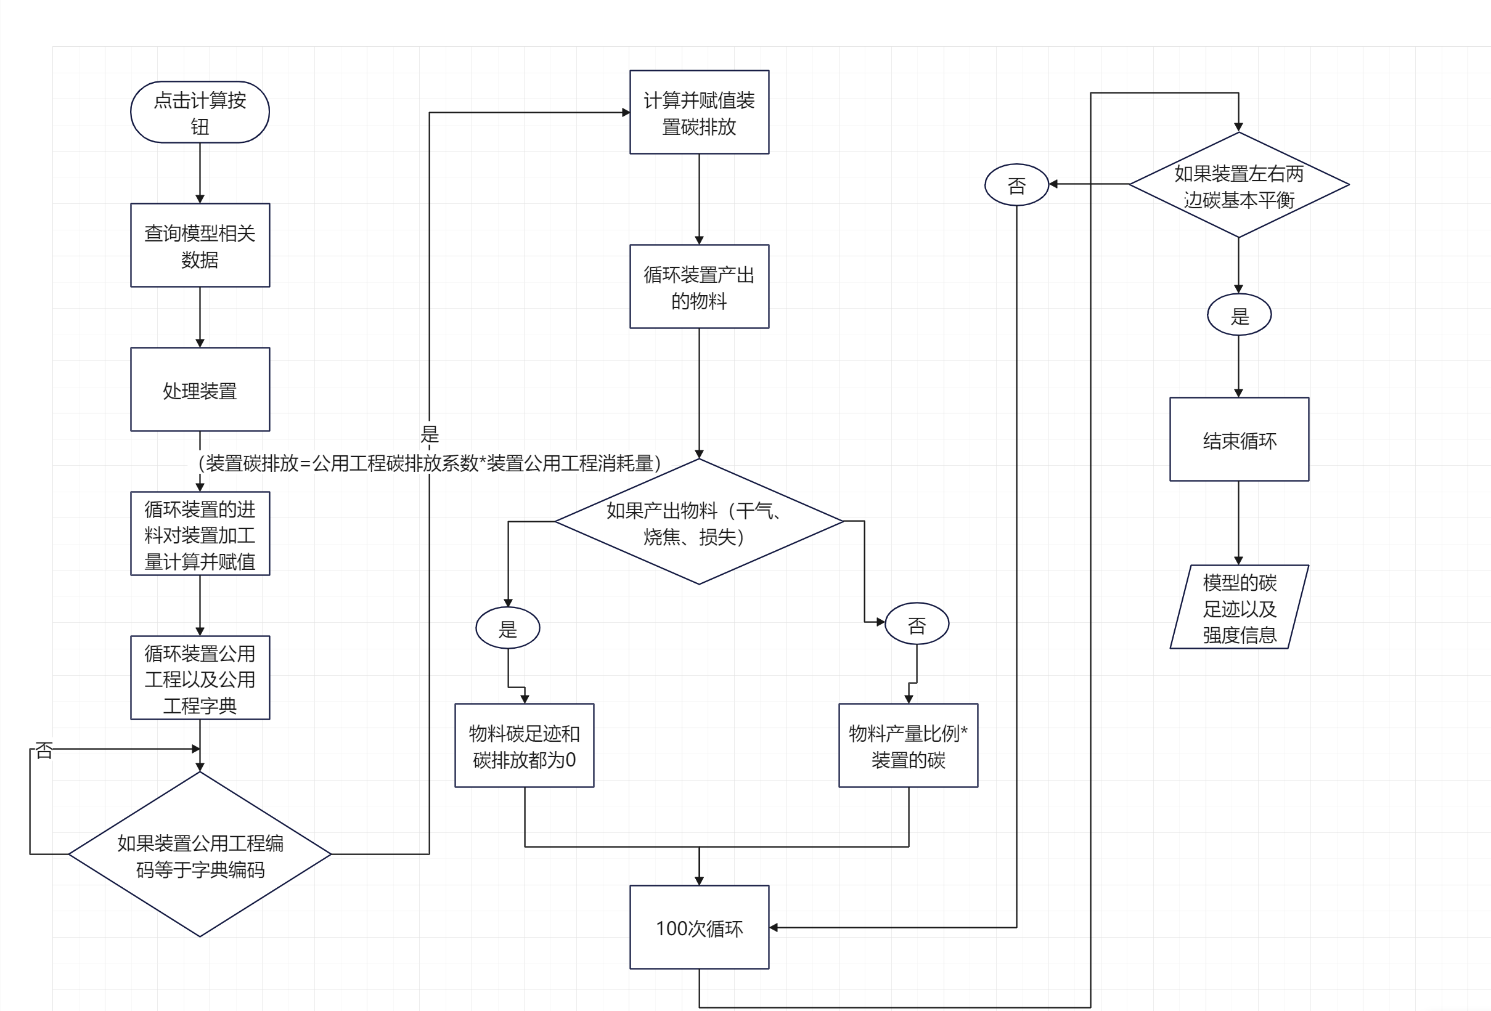 点击计算按
钮
查询模型相关
数据
处理装置
循环装置的进
料对装置加工
量计算并赋值
循环装置公用
工程以及公用
工程字典
否
如果装置公用工程编
码等于字典编码
是
（装置碳排放=公用工程碳排放系数*装置公用工程消耗量）
计算并赋值装
置碳排放
循环装置产出
的物料
如果产出物料（干气、
烧焦、损失）
是
物料碳足迹和
碳排放都为0
否
物料产量比例*
装置的碳
100次循环
如果装置左右两
边碳基本平衡
否
是
结束循环
模型的碳
足迹以及
强度信息